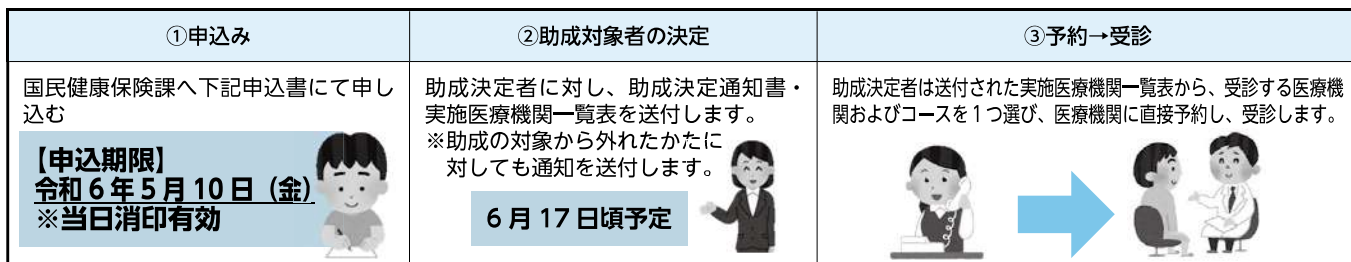 ①申込み
国民健康保険課へ下記申込書にて申し
込む
【申込期限】
令和6年5月10日（金）
※当日消印有効
②助成対象者の決定
助成決定者に対し、助成決定通知書・
実施医療機関一覧表を送付します。
※助成の対象から外れたかたに
対しても通知を送付します。
6月17日頃予定
③予約→受診
助成決定者は送付された実施医療機関一覧表から、受診する医療機
関およびコースを1つ選び、医療機関に直接予約し、受診します。